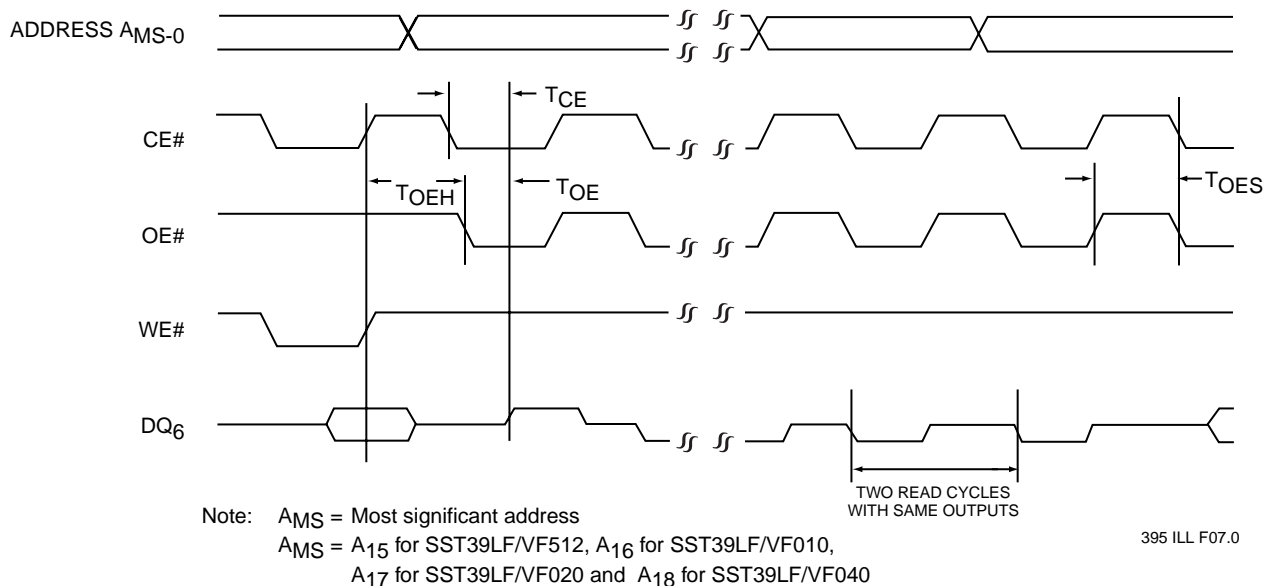 ADDRESS AMS-0
TCE
CE#
TOEH
TOE
TOES
OE#
WE#
DQ6
TWO READ CYCLES
WITH SAME OUTPUTS
Note: AMS = Most significant address
AMS = A15 for SST39LF/VF512, A16 for SST39LF/VF010,
A17 for SST39LF/VF020 and A18 for SST39LF/VF040
395 ILL F07.0